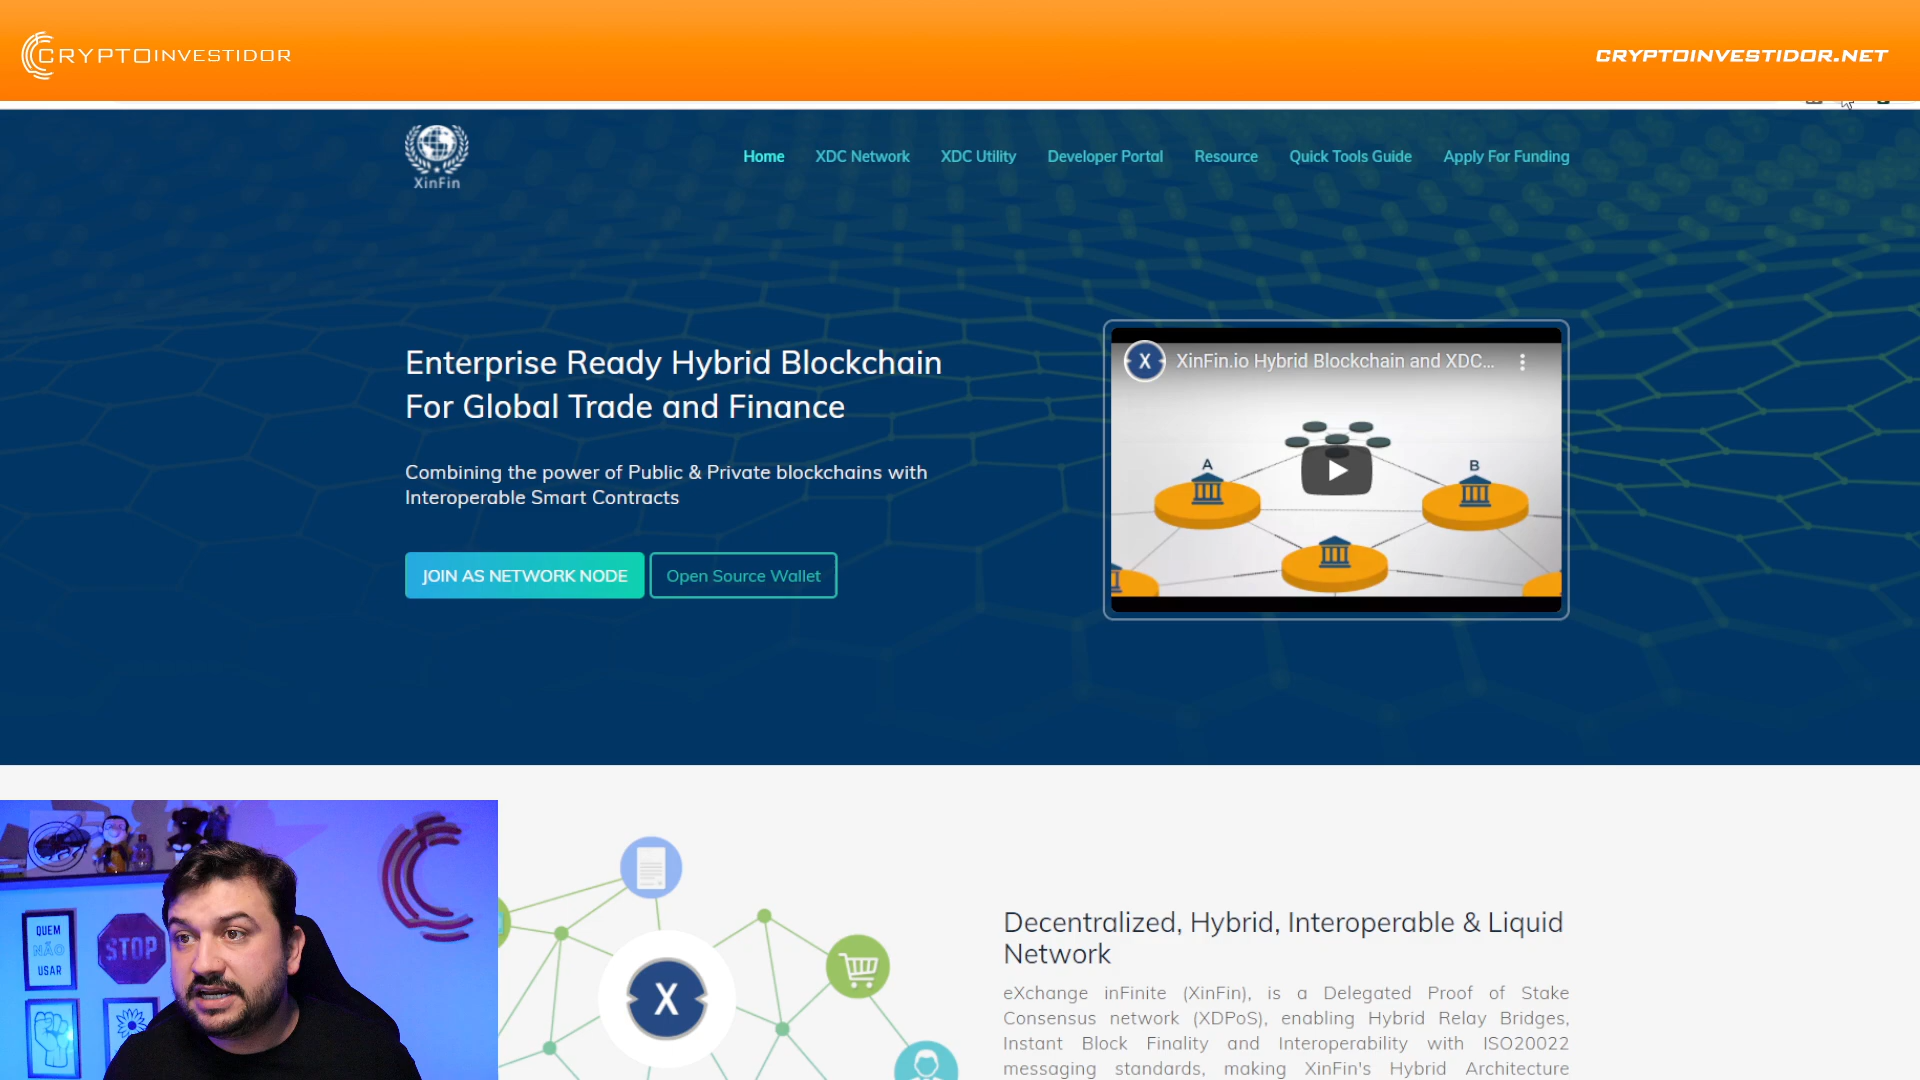 CRYPTOINVESTIDOR
CRYPTOINVESTIDOR.NET
XinFin
Home
XDC Network
XDC Utility
Developer Portal
Resource
Quick Tools Guide
Apply For Funding
Enterprise Ready Hybrid Blockchain
For Global Trade and Finance
Combining the power of Public & Private blockchains with
Interoperable Smart Contracts
JOIN AS NETWORK NODE
Open Source Wallet
X
XinFin.io Hybrid Blockchain and XDC...
A
B
QUEM
NÃO
USAR
STOP
X
Decentralized, Hybrid, Interoperable & Liquid
Network
eXchange inFinite (XinFin), is a Delegated Proof of Stake
Consensus network (XDPoS), enabling Hybrid Relay Bridges,
Instant Block Finality and Interoperability with ISO20022
messaging standards, making XinFin's Hybrid Architecture